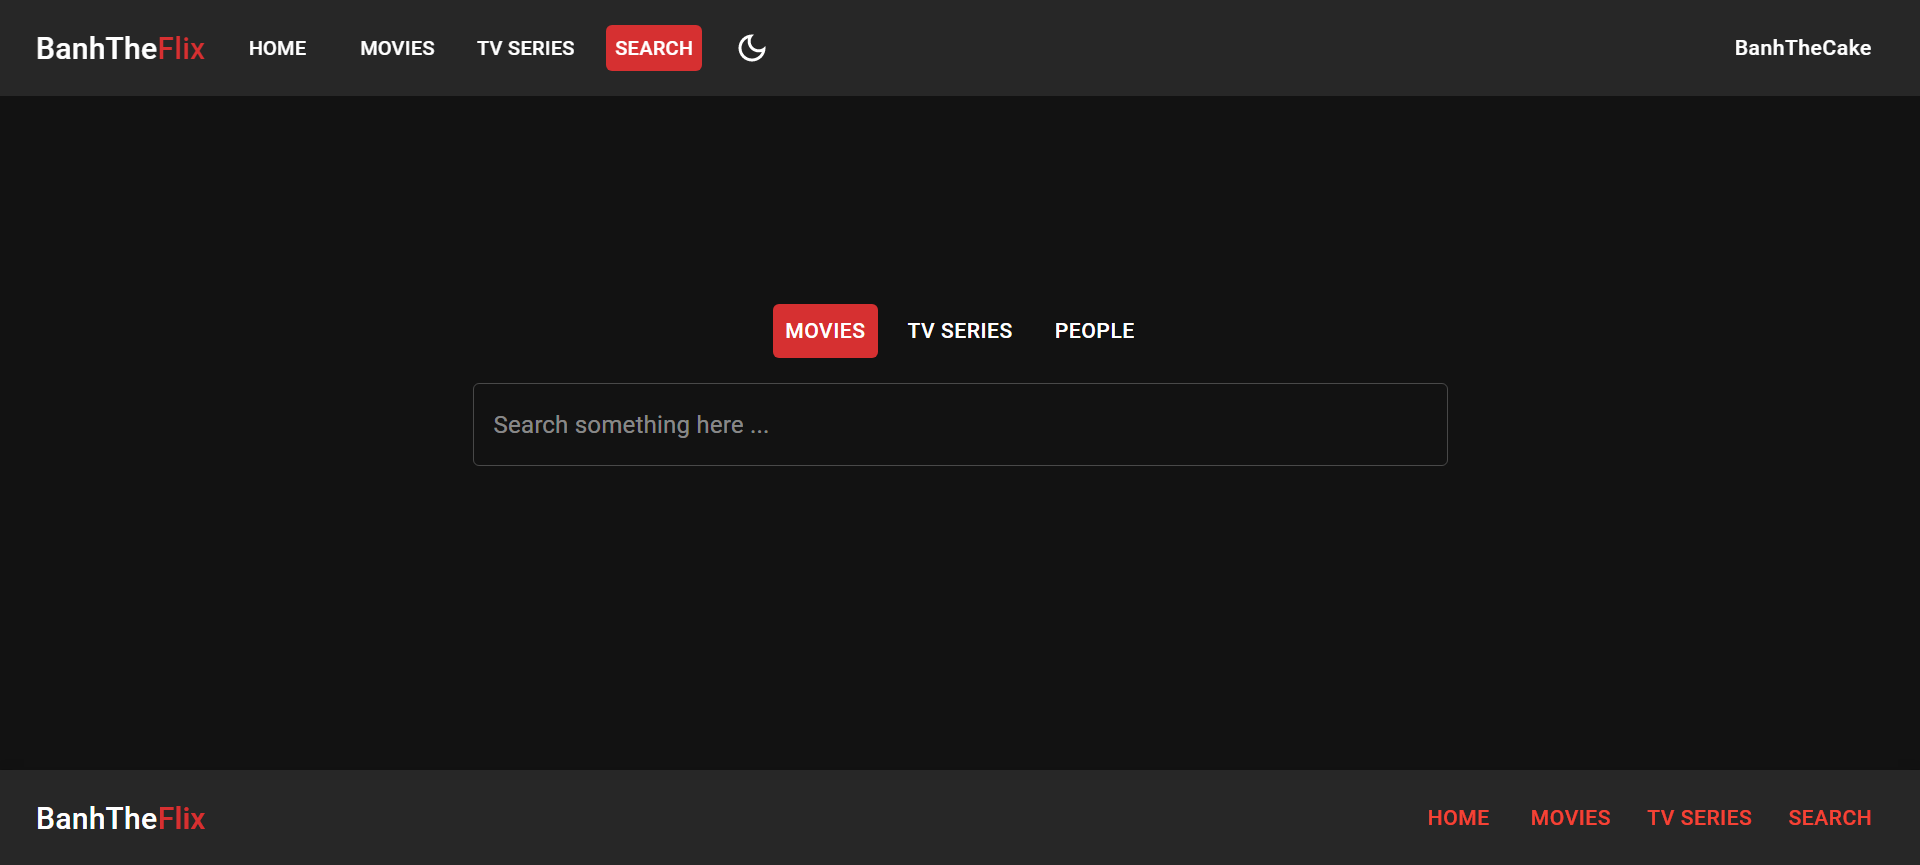 BanhTheFlix HOME MOVIES TV SERIES SEARCH BanhTheCake
MOVIES TV SERIES PEOPLE
Search something here ...
BanhTheFlix HOME MOVIES TV SERIES SEARCH